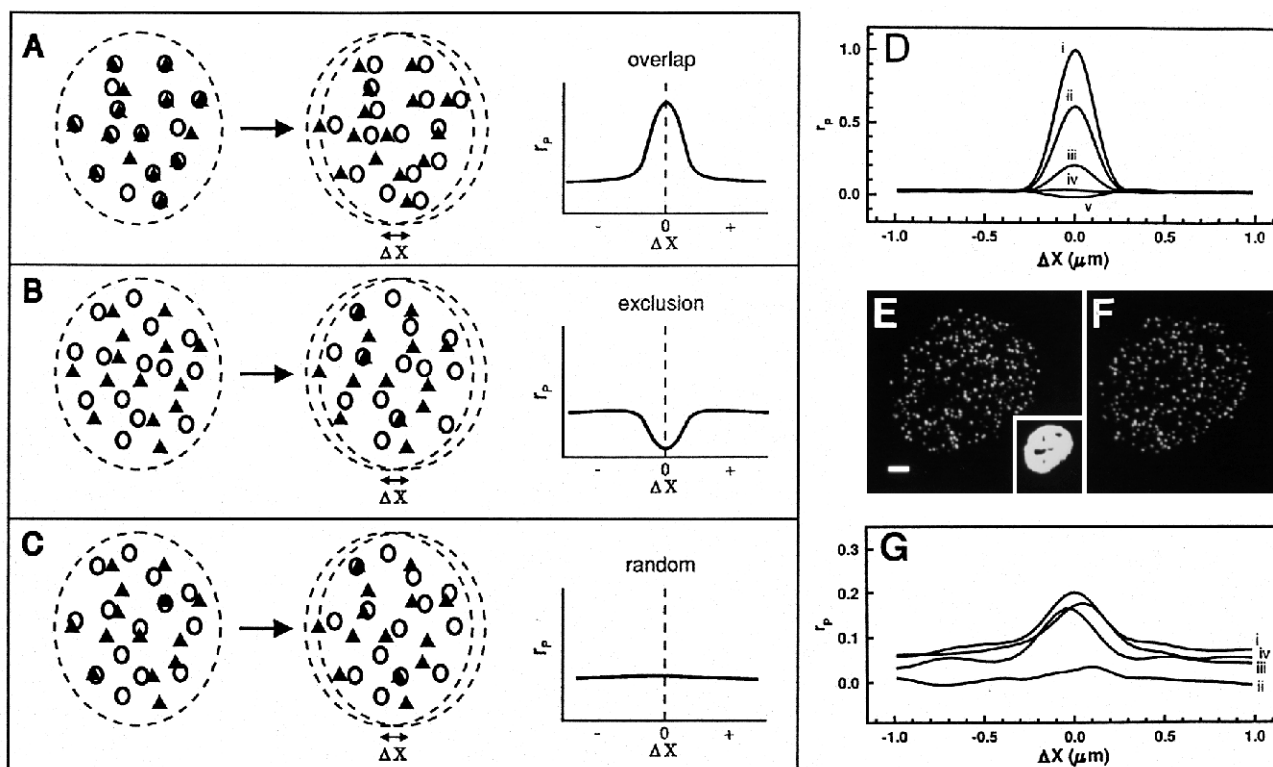 A
overlap
r_P
- 0 +
ΔX
ΔX
B
exclusion
r_P
- 0 +
ΔX
ΔX
C
random
r_P
- 0 +
ΔX
ΔX
D
1.0
0.5
0.0
r_P
i
ii
iii
iv
v
-1.0 -0.5 0.0 0.5 1.0
ΔX (μm)
E
F
G
0.3
0.2
0.1
0.0
r_P
i
iv
iii
ii
-1.0 -0.5 0.0 0.5 1.0
ΔX (μm)